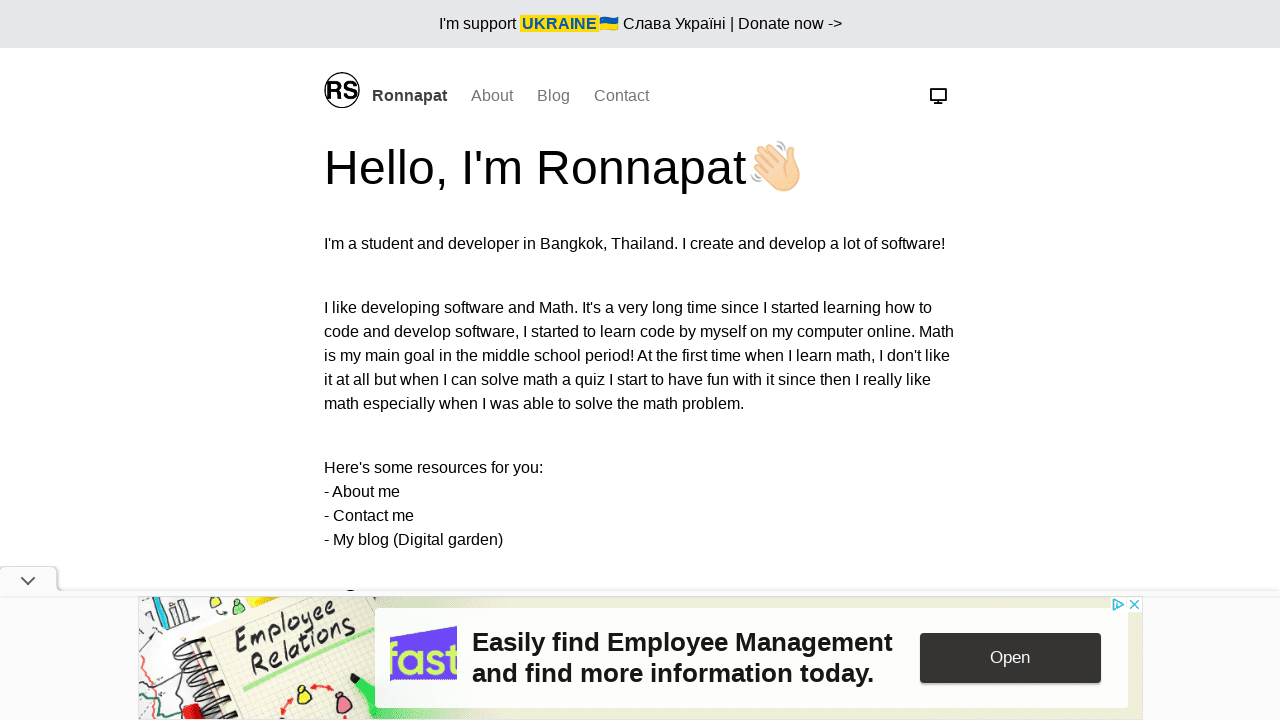 I'm support UKRAINE🇺🇦 Слава Україні | Donate now ->
RS Ronnapat About Blog Contact
Hello, I'm Ronnapat👋🏻
I'm a student and developer in Bangkok, Thailand. I create and develop a lot of software!
I like developing software and Math. It's a very long time since I started learning how to
code and develop software, I started to learn code by myself on my computer online. Math
is my main goal in the middle school period! At the first time when I learn math, I don't like
it at all but when I can solve math a quiz I start to have fun with it since then I really like
math especially when I was able to solve the math problem.
Here's some resources for you:
- About me
- Contact me
- My blog (Digital garden)
Employee
Relations
fast
Easily find Employee Management
and find more information today.
Open